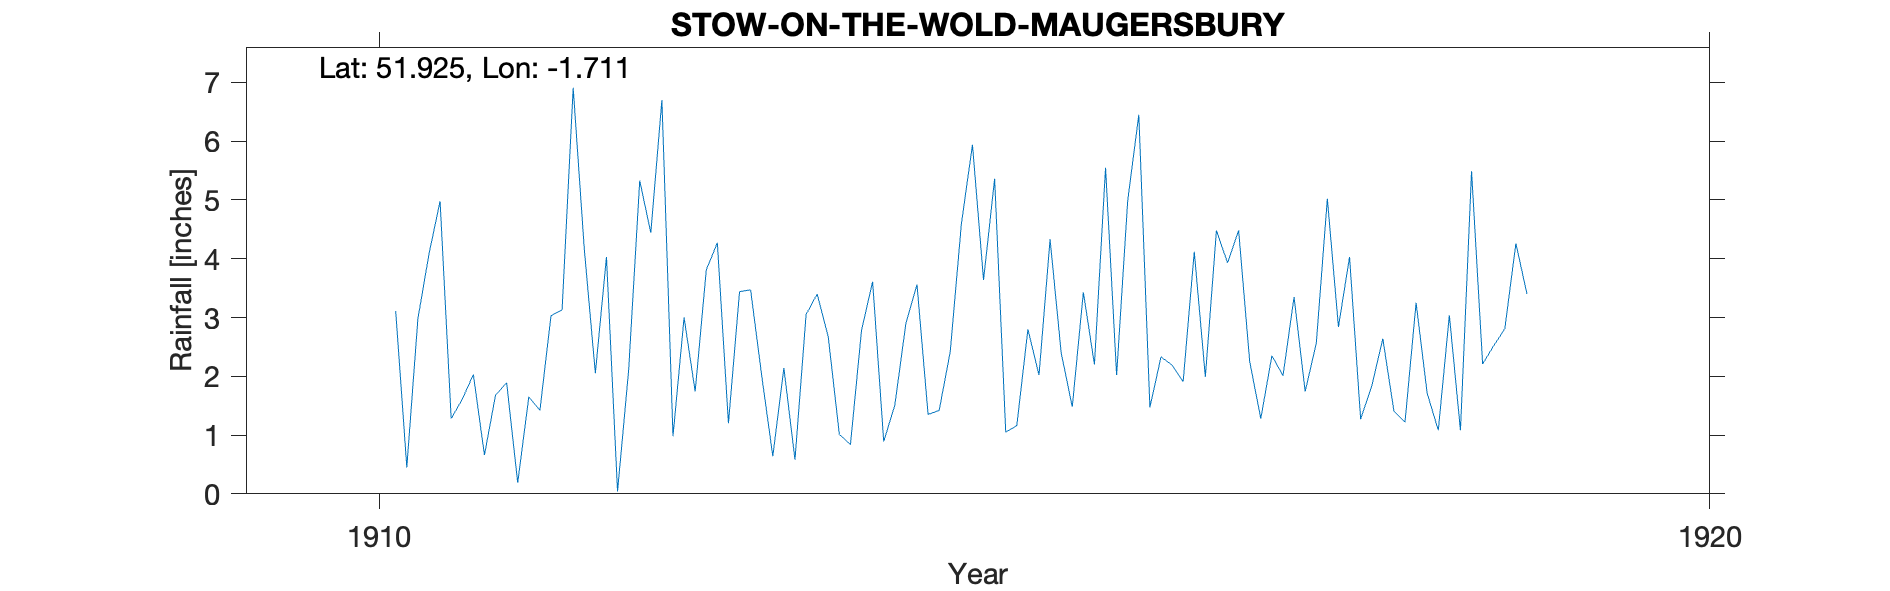 STOW-ON-THE-WOLD-MAUGERSBURY
Lat: 51.925, Lon: -1.711
7
6
5
4
3
2
1
0
Rainfall [inches]
1910 1920
Year